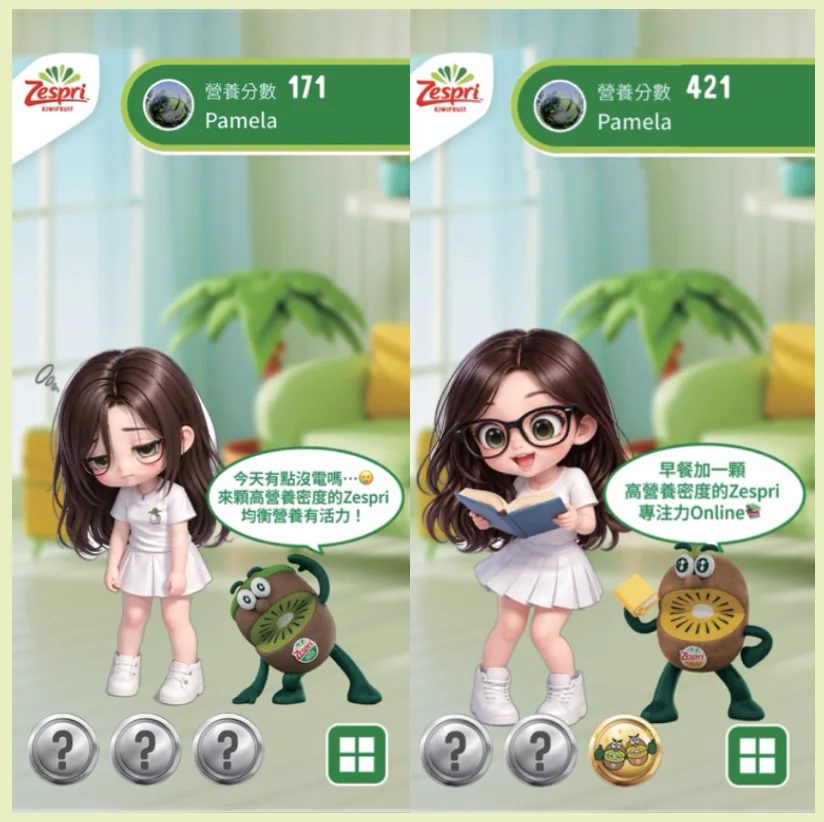 Zespri
KIWIFRUIT
營養分數 171
Pamela
今天有點沒電嗎…😕
來顆高營養密度的Zespri
均衡營養有活力！
Zespri
?
?
?
Zespri
KIWIFRUIT
營養分數 421
Pamela
早餐加一顆
高營養密度的Zespri
專注力Online📚
Zespri
?
?